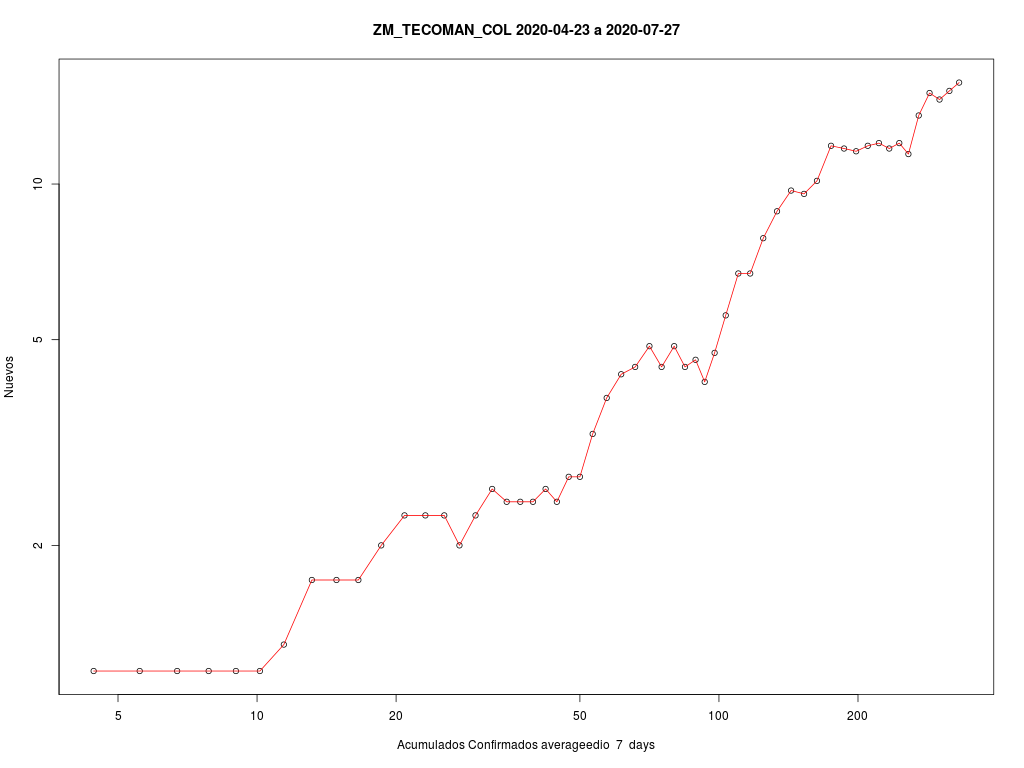 ZM_TECOMAN_COL 2020-04-23 a 2020-07-27
10
5
2
Nuevos
5 10 20 50 100 200
Acumulados Confirmados averageedio 7 days